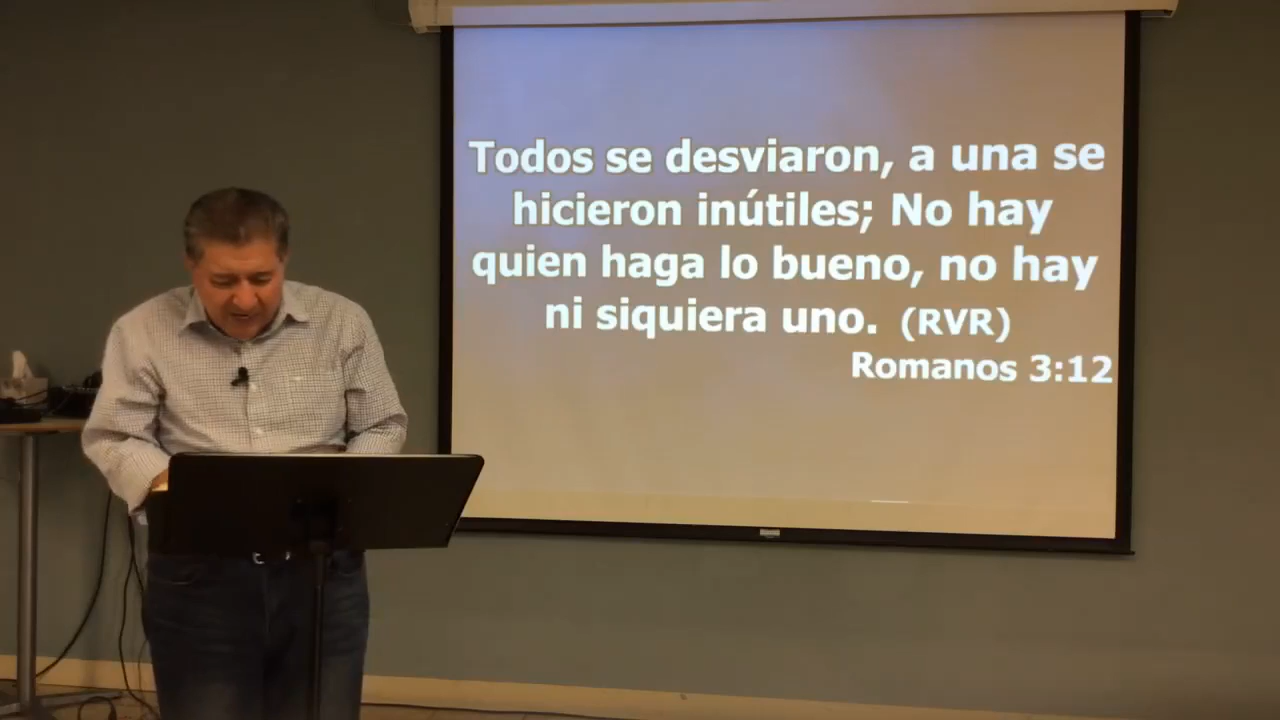 Todos se desviaron, a una se
hicieron inútiles; No hay
quien haga lo bueno, no hay
ni siquiera uno. (RVR)
Romanos 3:12